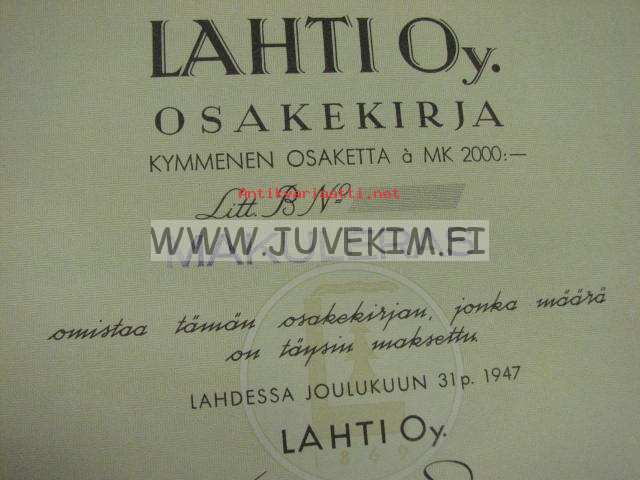 LAHTI Oy.
OSAKEKIRJA
KYMMENEN OSAKETTA à MK 2000:—
Antikvariaatti.net
Litt. B No
WWW.JUVEKIM.FI
omistaa tämän osakekirjan, jonka määrä
on täysin maksettu.
LAHDESSA JOULUKUUN 31 p. 1947
LAHTI Oy.
1869